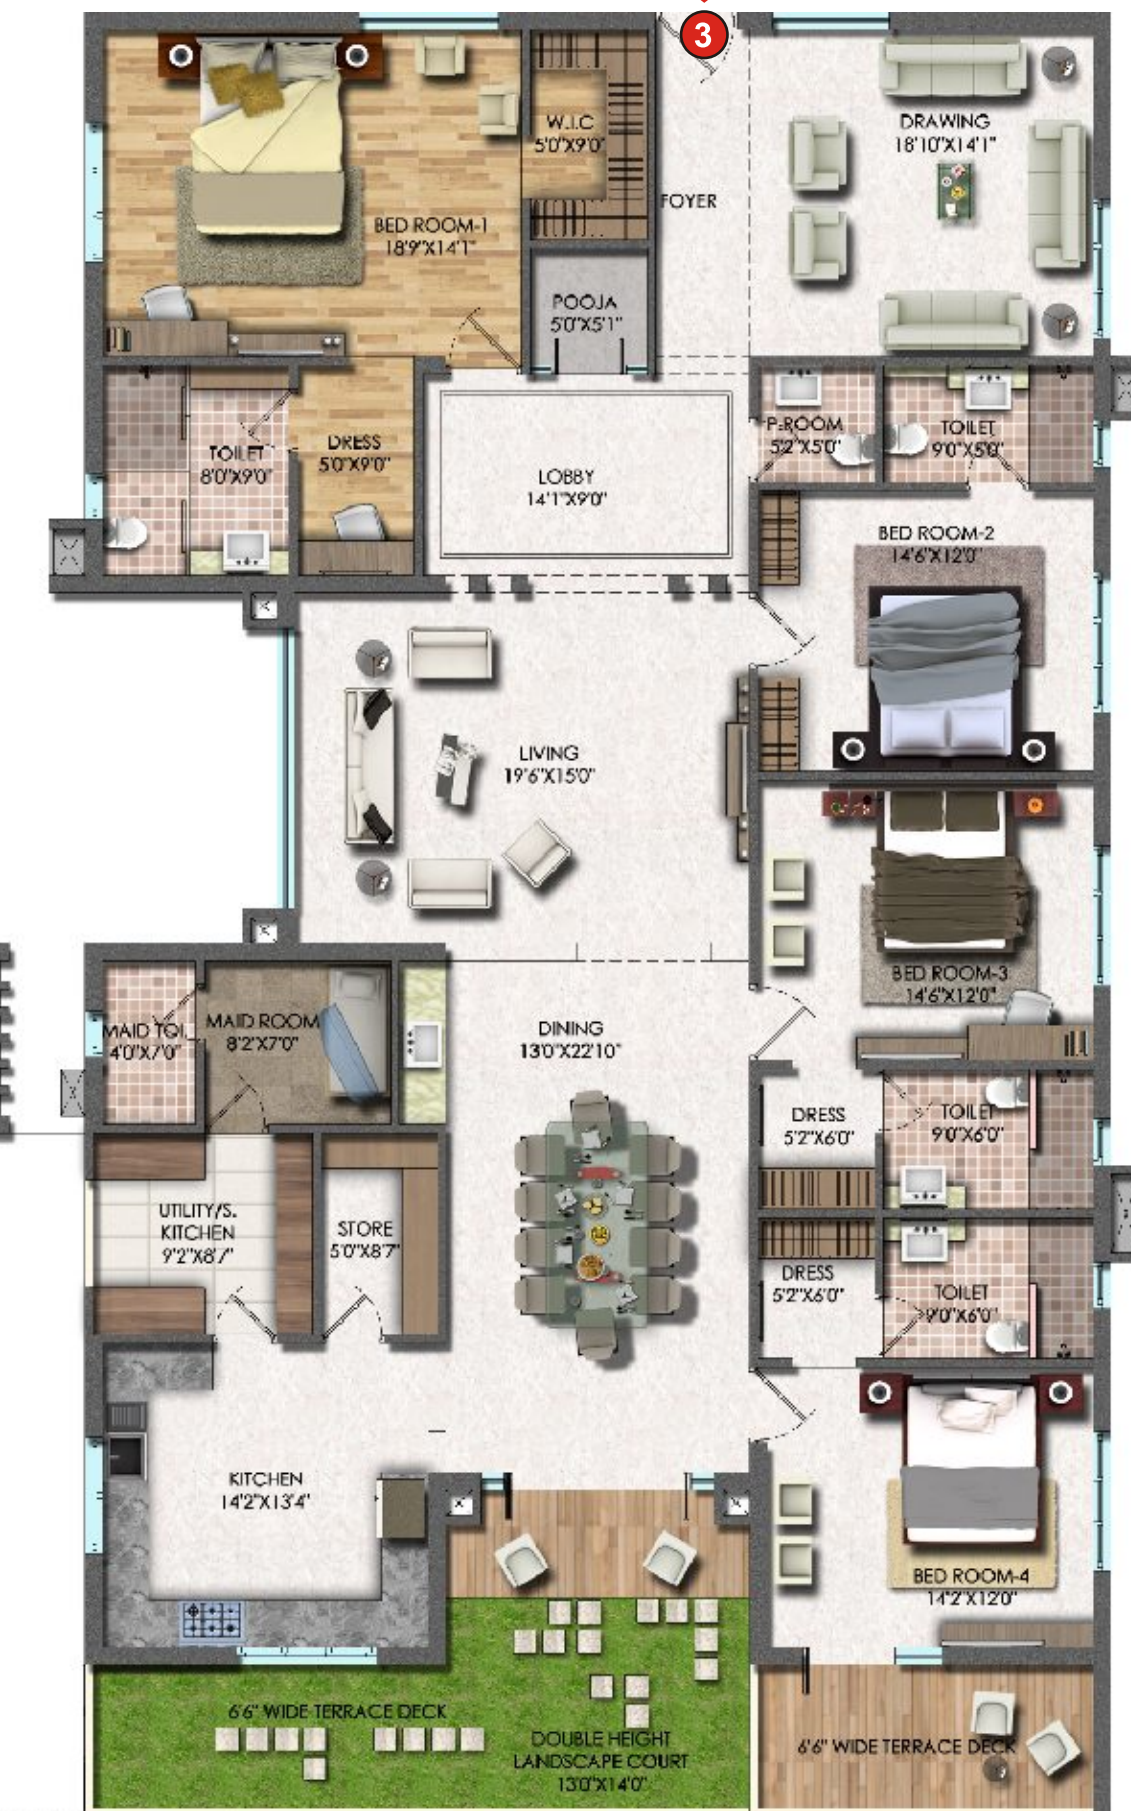 3
W.I.C
5'0"X9'0"
DRAWING
18'10"X14'1"
FOYER
BED ROOM-1
18'9"X14'1"
POOJA
5'0"X5'1"
TOILET
8'0"X9'0"
DRESS
5'0"X9'0"
LOBBY
14'1"X9'0"
P.ROOM
5'2"X5'0"
TOILET
9'0"X5'0"
BED ROOM-2
14'6"X12'0"
LIVING
19'6"X15'0"
BED ROOM-3
14'6"X12'0"
MAID TOI.
4'0"X7'0"
MAID ROOM
8'2"X7'0"
DINING
13'0"X22'10"
DRESS
5'2"X6'0"
TOILET
9'0"X6'0"
UTILITY/S.
KITCHEN
9'2"X8'7"
STORE
5'0"X8'7"
DRESS
5'2"X6'0"
TOILET
9'0"X6'0"
KITCHEN
14'2"X13'4"
BED ROOM-4
14'2"X12'0"
6'6" WIDE TERRACE DECK
DOUBLE HEIGHT
LANDSCAPE COURT
13'0"X14'0"
6'6" WIDE TERRACE DECK